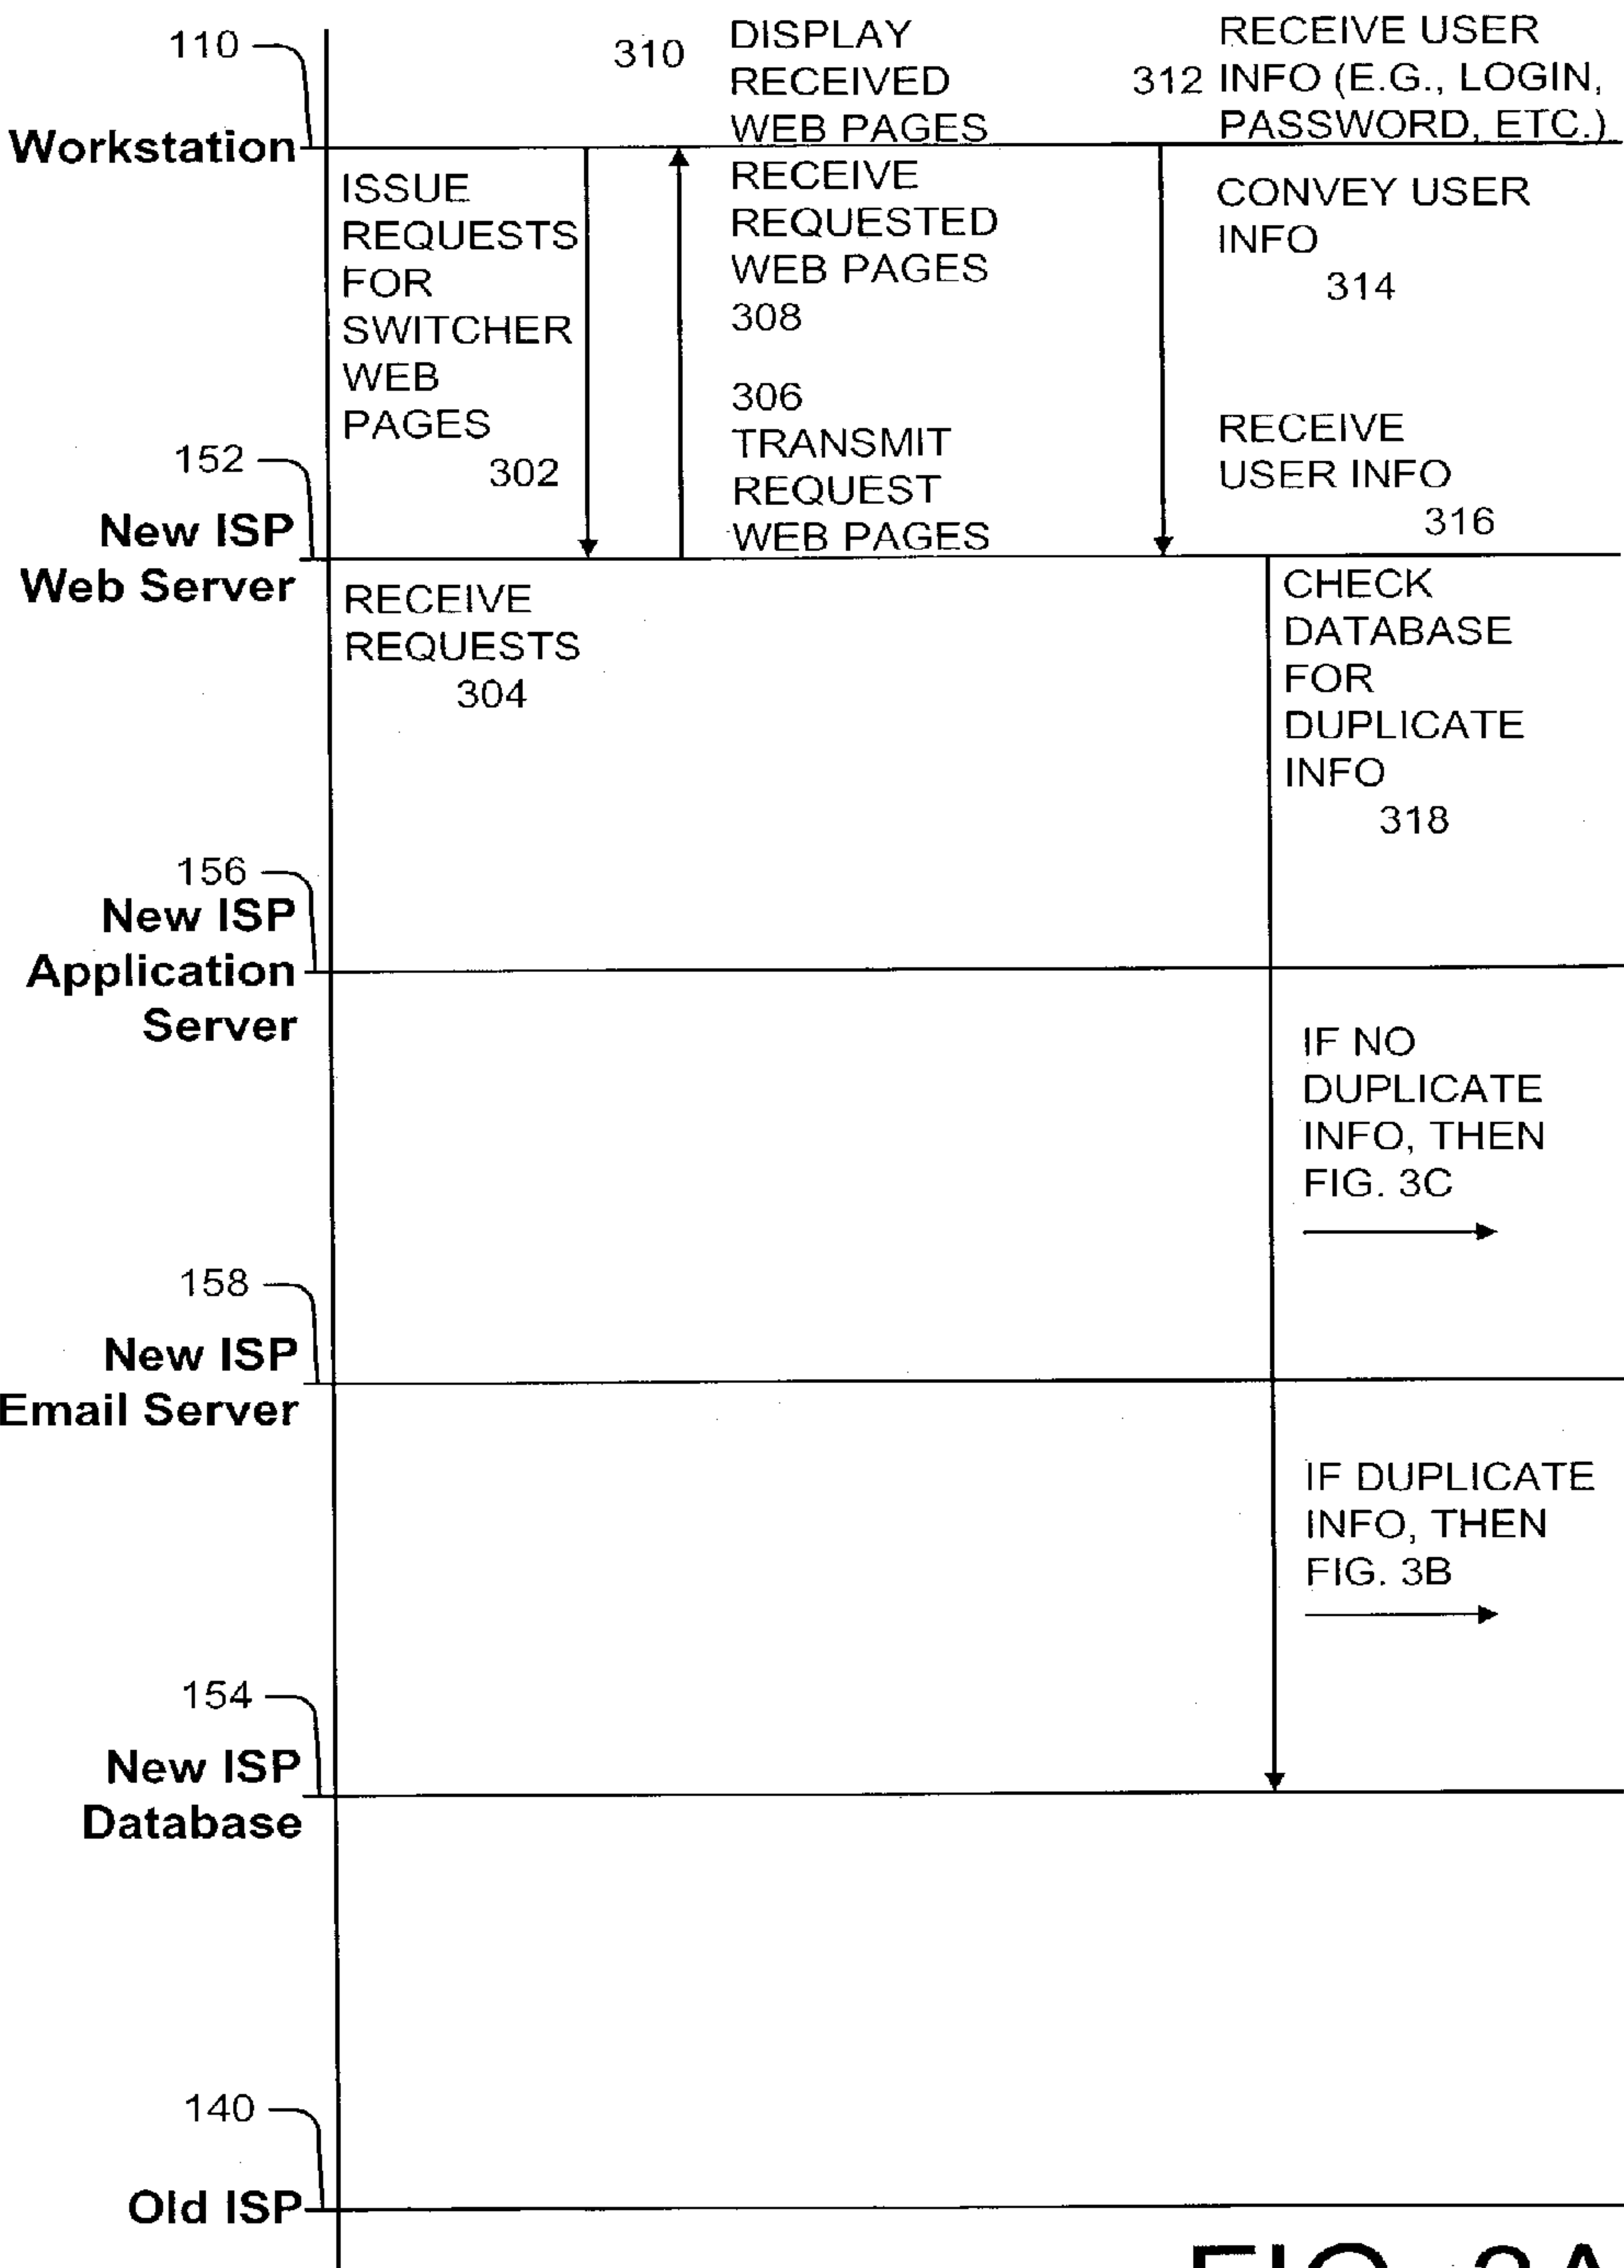 110
Workstation
ISSUE
REQUESTS
FOR
SWITCHER
WEB
PAGES
302
310
DISPLAY
RECEIVED
WEB PAGES
RECEIVE
REQUESTED
WEB PAGES
308
306
TRANSMIT
REQUEST
WEB PAGES
RECEIVE USER
312 INFO (E.G., LOGIN,
PASSWORD, ETC.)
CONVEY USER
INFO
314
RECEIVE
USER INFO
316
152
New ISP
Web Server
RECEIVE
REQUESTS
304
CHECK
DATABASE
FOR
DUPLICATE
INFO
318
156
New ISP
Application
Server
IF NO
DUPLICATE
INFO, THEN
FIG. 3C
158
New ISP
Email Server
IF DUPLICATE
INFO, THEN
FIG. 3B
154
New ISP
Database
140
Old ISP